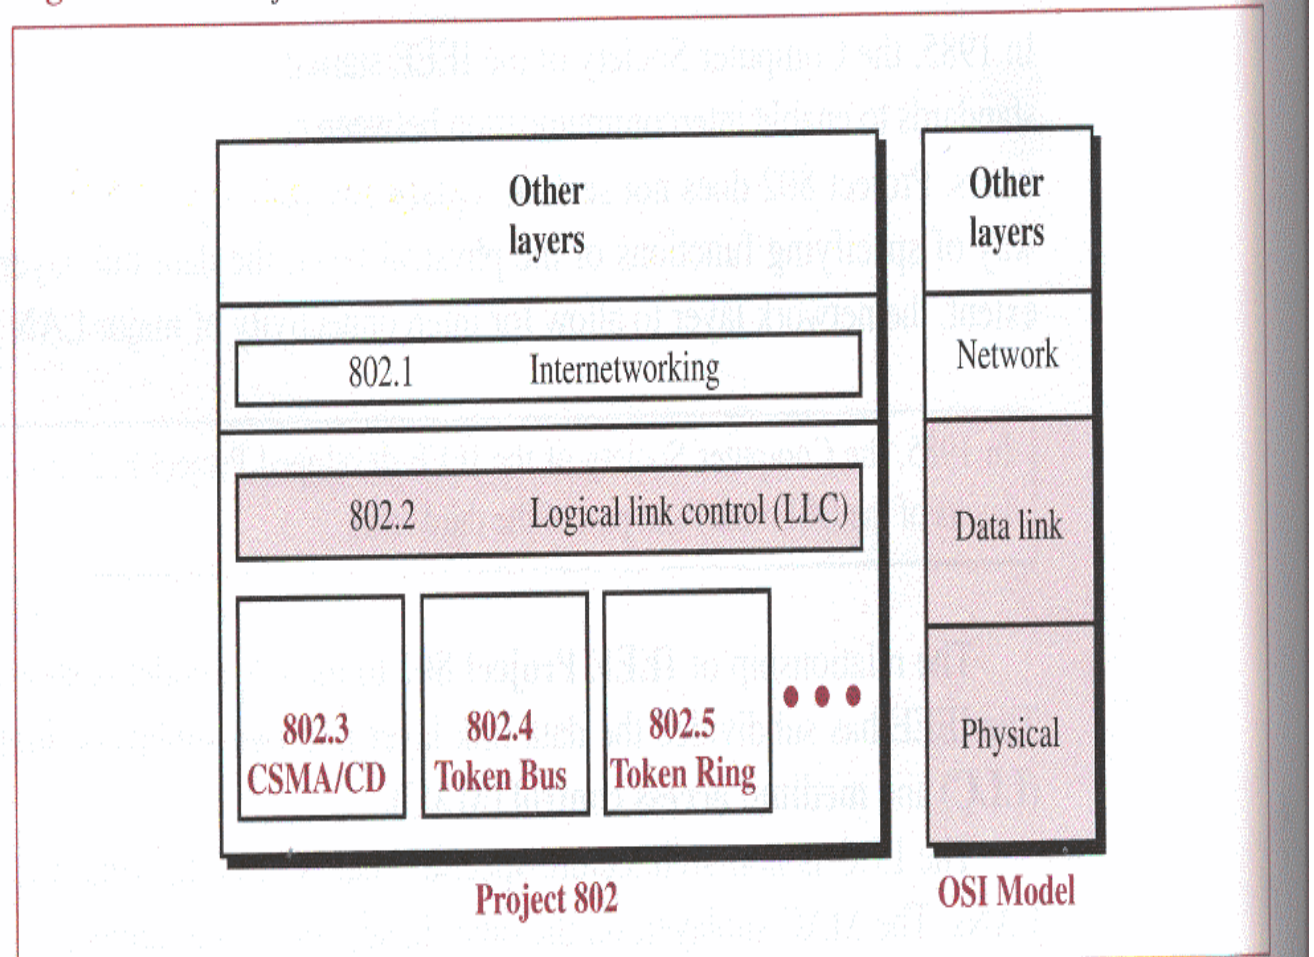 Other
layers
802.1 Internetworking
802.2 Logical link control (LLC)
802.3
CSMA/CD
802.4
Token Bus
802.5
Token Ring
Project 802
Other
layers
Network
Data link
Physical
OSI Model